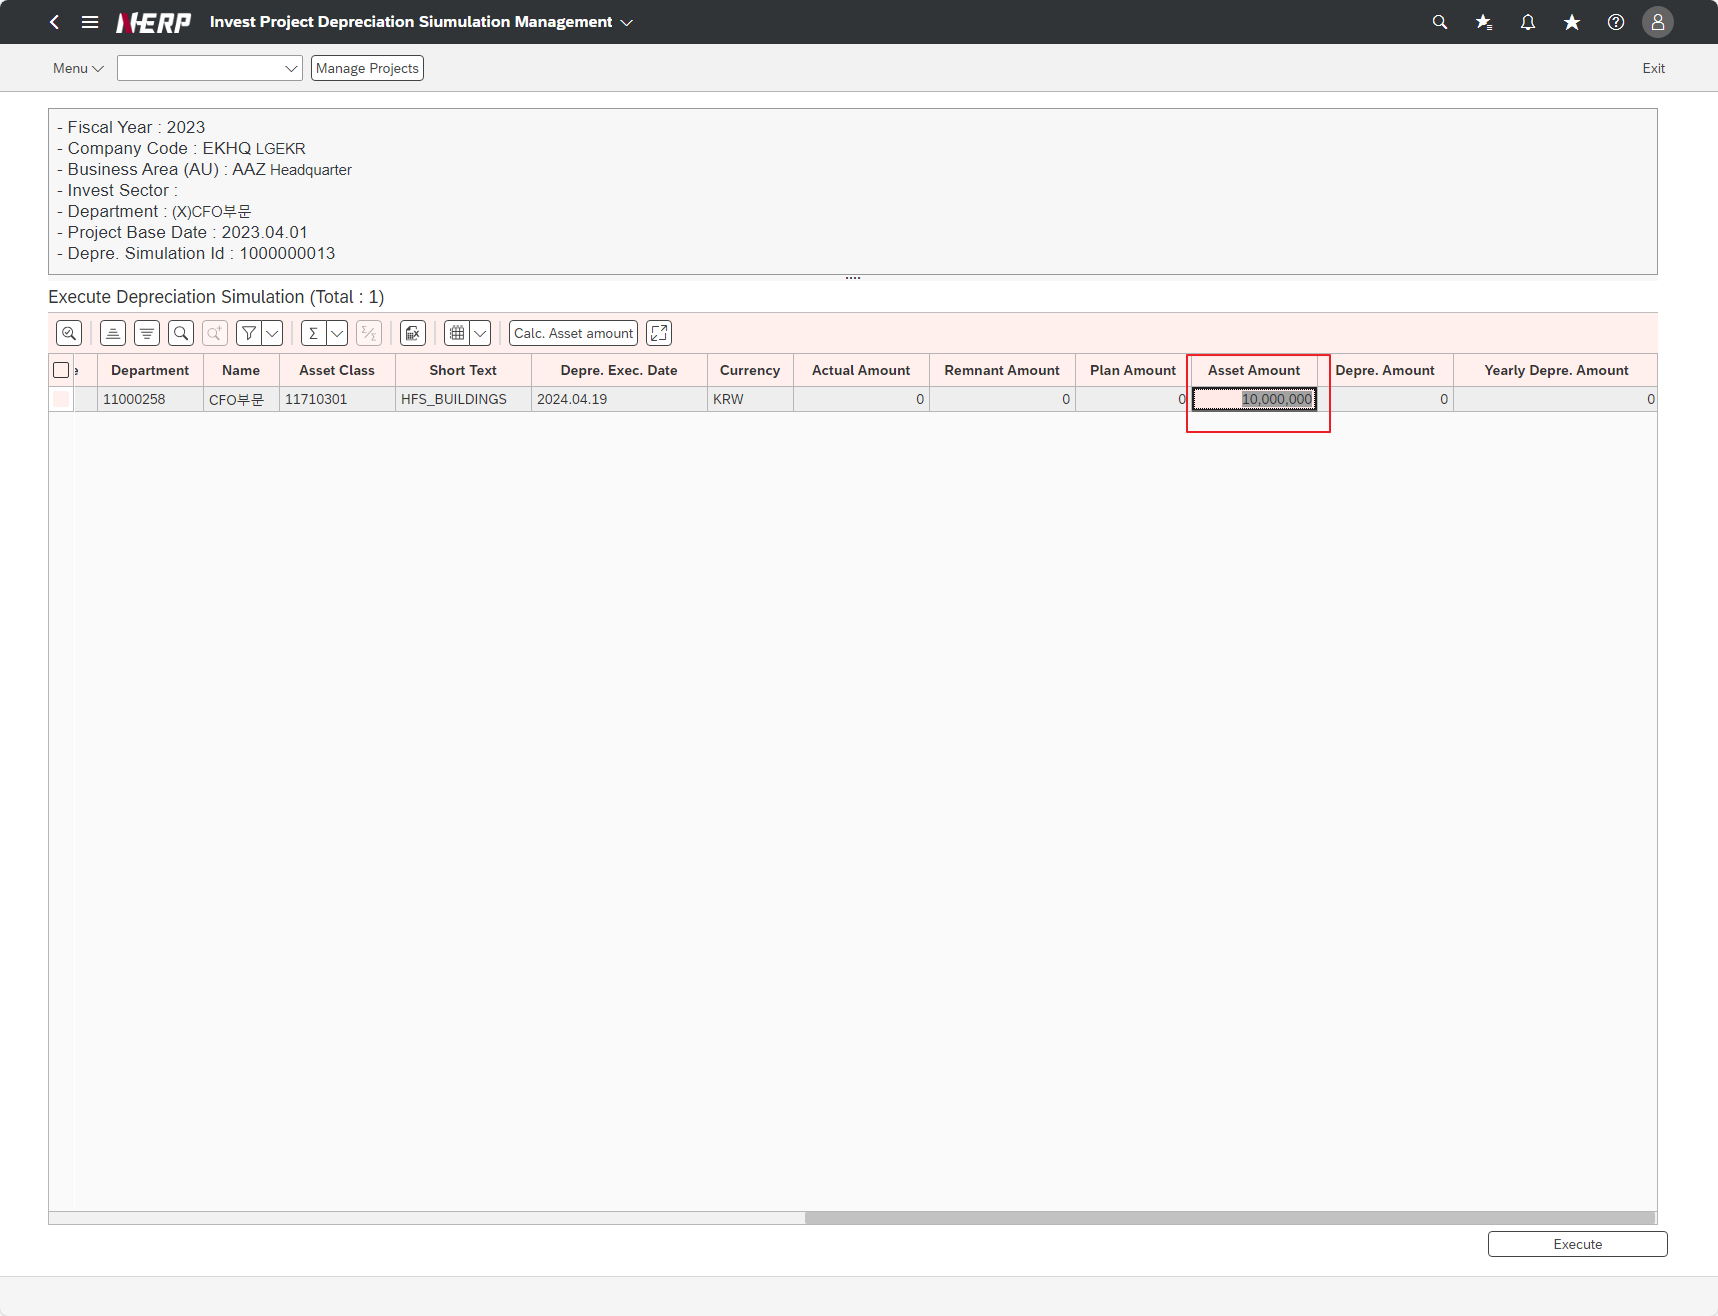 NERP Invest Project Depreciation Siumulation Management
Menu Manage Projects Exit
- Fiscal Year : 2023
- Company Code : EKHQ LGEKR
- Business Area (AU) : AAZ Headquarter
- Invest Sector :
- Department : (X)CFO부문
- Project Base Date : 2023.04.01
- Depre. Simulation Id : 1000000013
Execute Depreciation Simulation (Total : 1)
Calc. Asset amount
Department Name Asset Class Short Text Depre. Exec. Date Currency Actual Amount Remnant Amount Plan Amount Asset Amount Depre. Amount Yearly Depre. Amount
11000258 CFO부문 11710301 HFS_BUILDINGS 2024.04.19 KRW 0 0 0 10,000,000 0 0
Execute